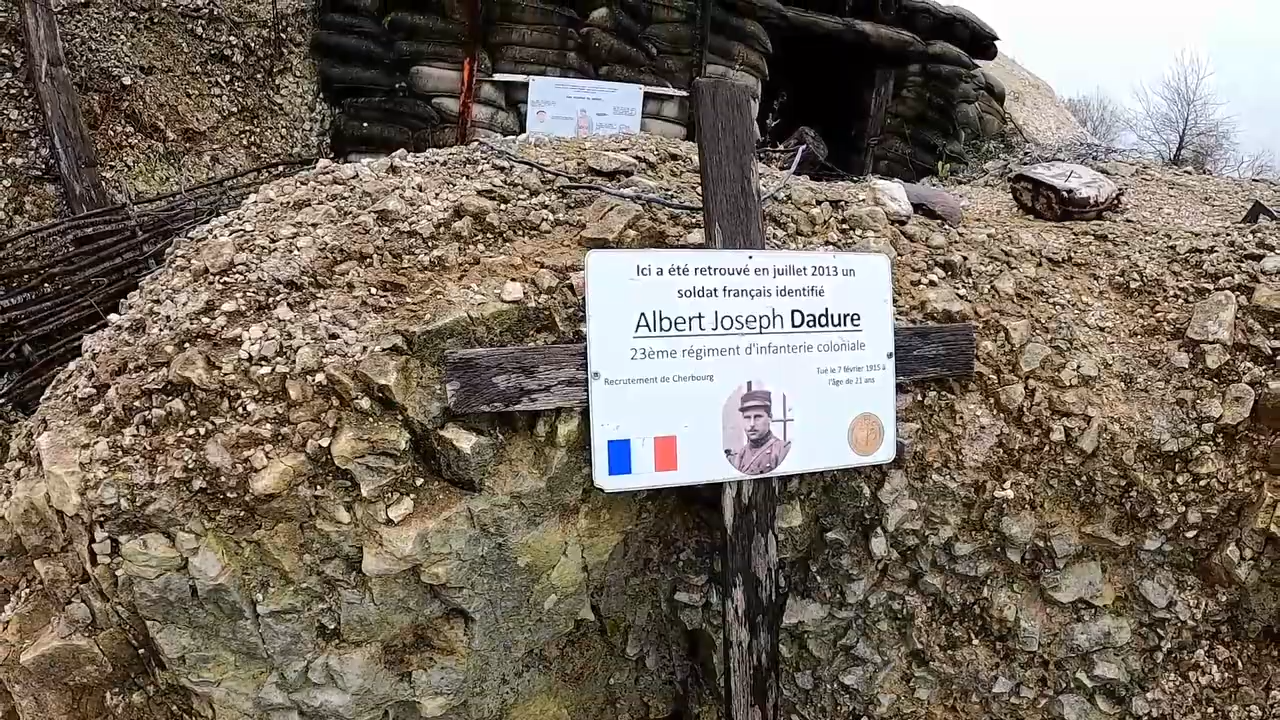 Ici a été retrouvé en juillet 2013 un
soldat français identifié
Albert Joseph Dadure
23ème régiment d'infanterie coloniale
Recrutement de Cherbourg
Tué le 7 février 1915 à
l'âge de 21 ans